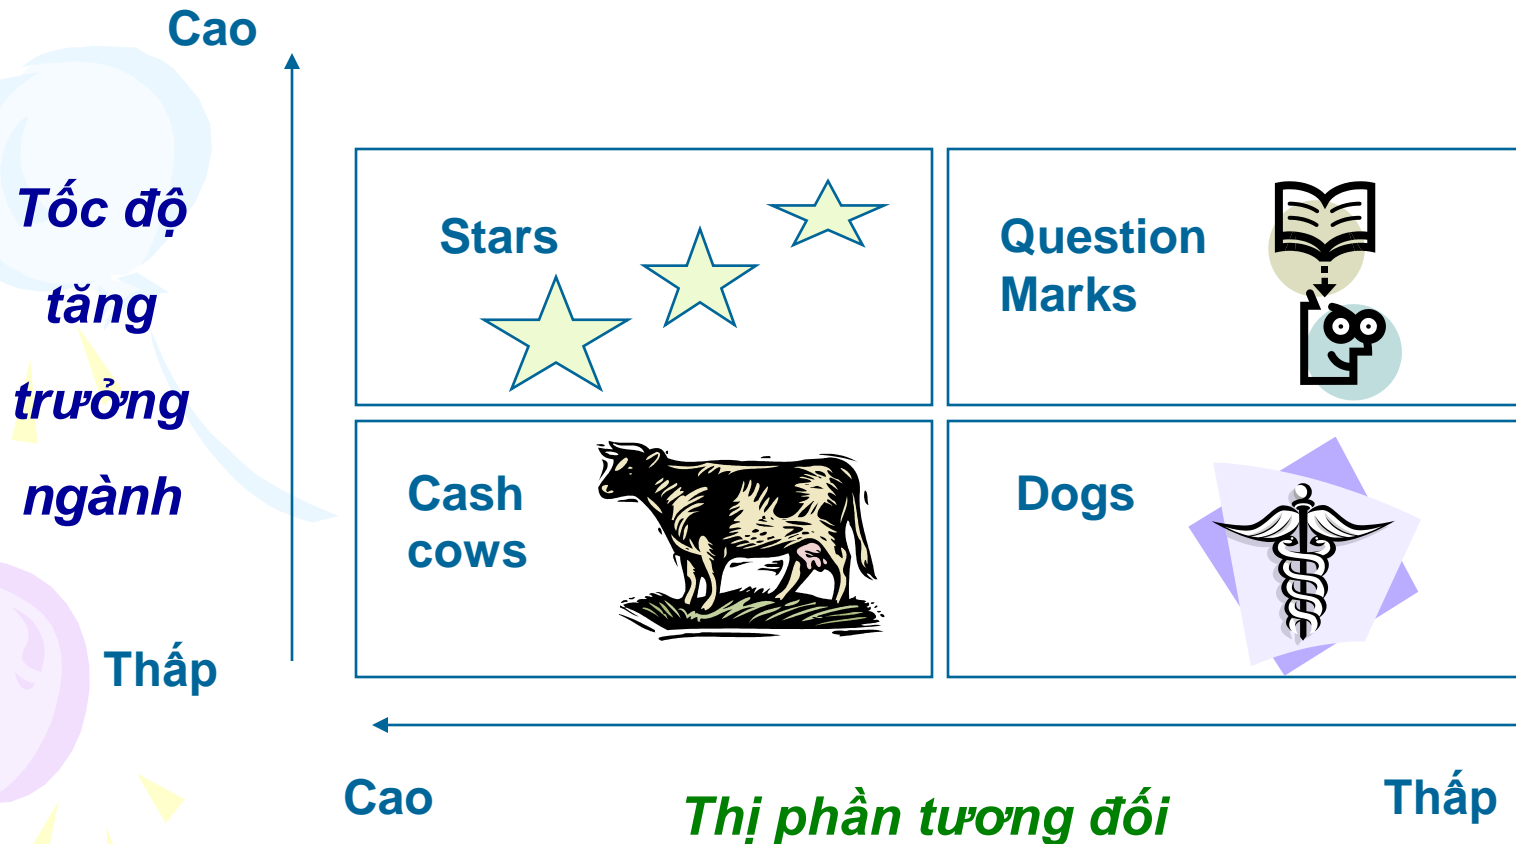 Cao
Tốc độ
tăng
trưởng
ngành
Thấp
Stars
Question
Marks
Cash
cows
Dogs
Cao
Thị phần tương đối
Thấp